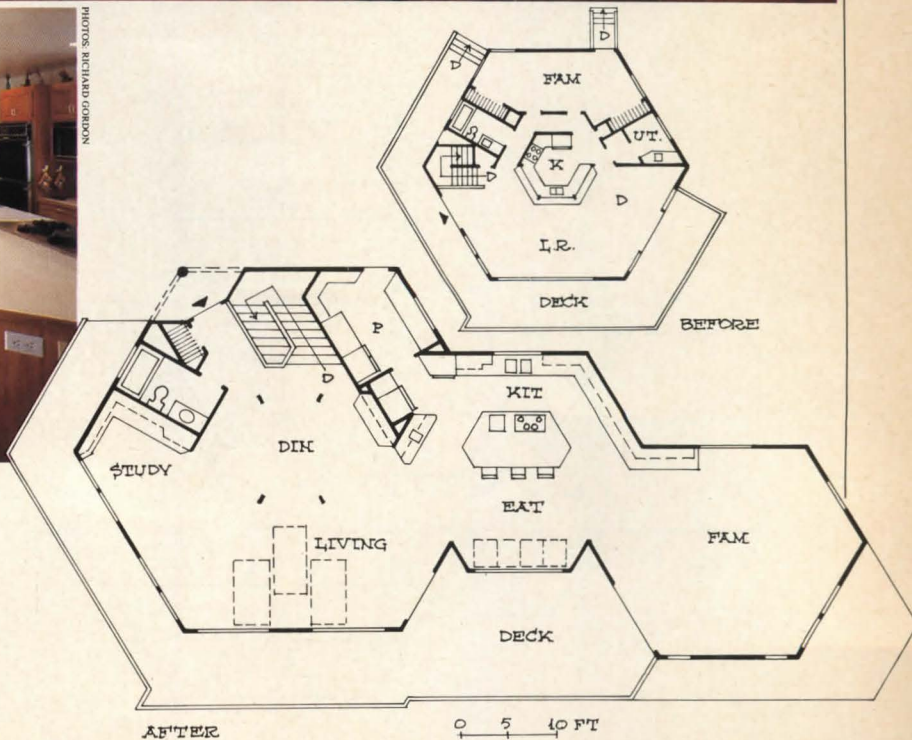 PHOTOS: RICHARD GORDON
D
D
FAM
UT.
K
D
D
L.R.
DECK
BEFORE
P
D
KIT
DIN
STUDY
EAT
LIVING
FAM
DECK
AFTER
0 5 10 FT